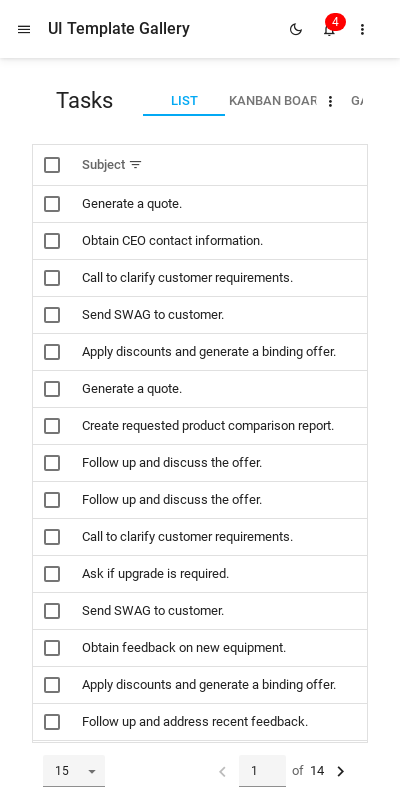 UI Template Gallery
4
Tasks
LIST
KANBAN BOAR
GA
Subject
Generate a quote.
Obtain CEO contact information.
Call to clarify customer requirements.
Send SWAG to customer.
Apply discounts and generate a binding offer.
Generate a quote.
Create requested product comparison report.
Follow up and discuss the offer.
Follow up and discuss the offer.
Call to clarify customer requirements.
Ask if upgrade is required.
Send SWAG to customer.
Obtain feedback on new equipment.
Apply discounts and generate a binding offer.
Follow up and address recent feedback.
15
1 of 14